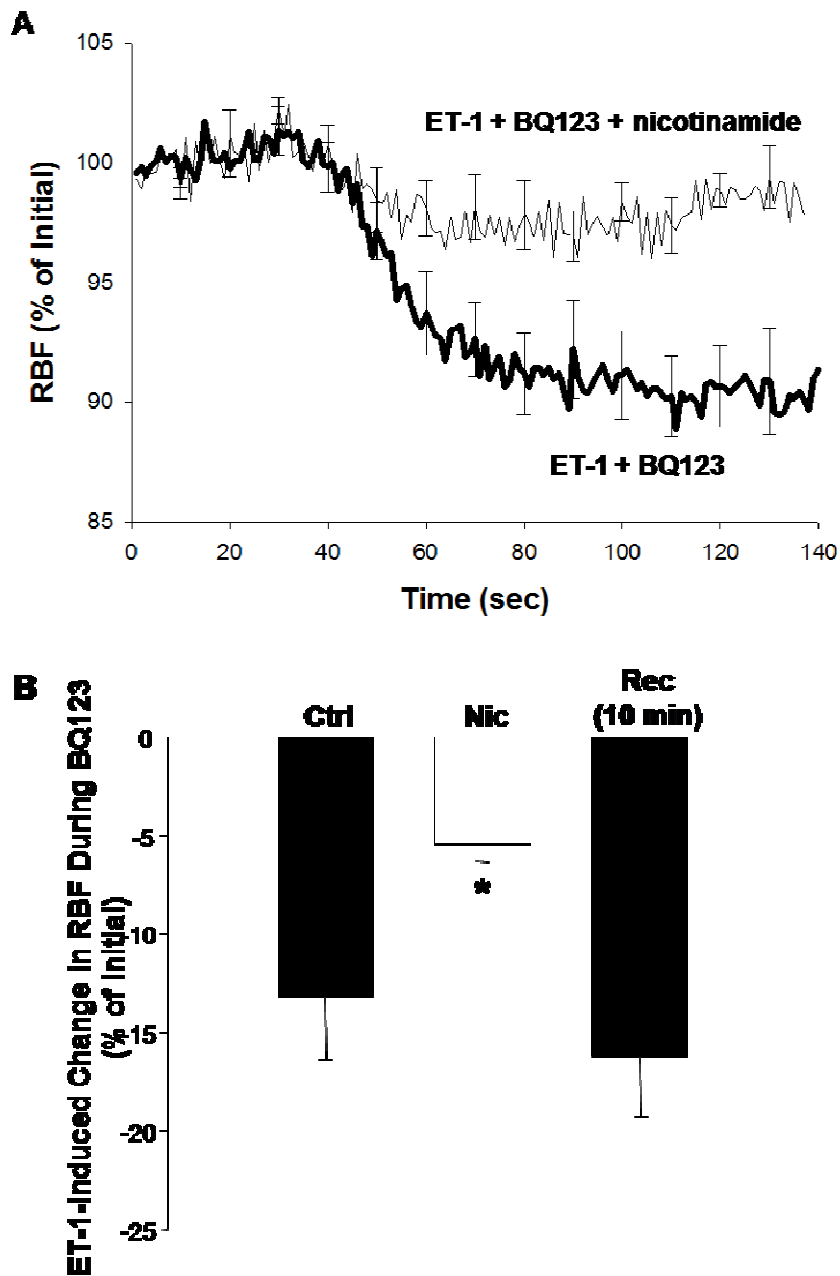 A
105
100
95
90
85
RBF (% of Initial)
ET-1 + BQ123 + nicotinamide
ET-1 + BQ123
0 20 40 60 80 100 120 140
Time (sec)
B
Ctrl
Nic
Rec
(10 min)
ET-1-Induced Change in RBF During BQ123
(% of Initial)
0
-5
-10
-15
-20
-25
*